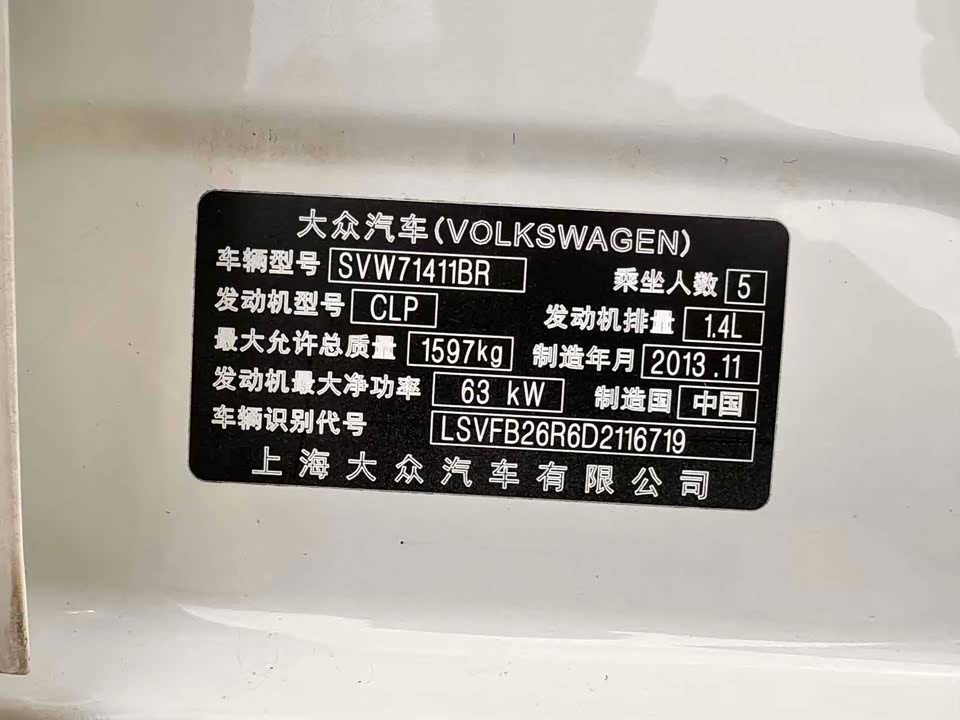 大众汽车(VOLKSWAGEN)
车辆型号 SVW71411BR 乘坐人数 5
发动机型号 CLP 发动机排量 1.4L
最大允许总质量 1597kg 制造年月 2013.11
发动机最大净功率 63 kW 制造国 中国
车辆识别代号 LSVFB26R6D2116719
上海大众汽车有限公司